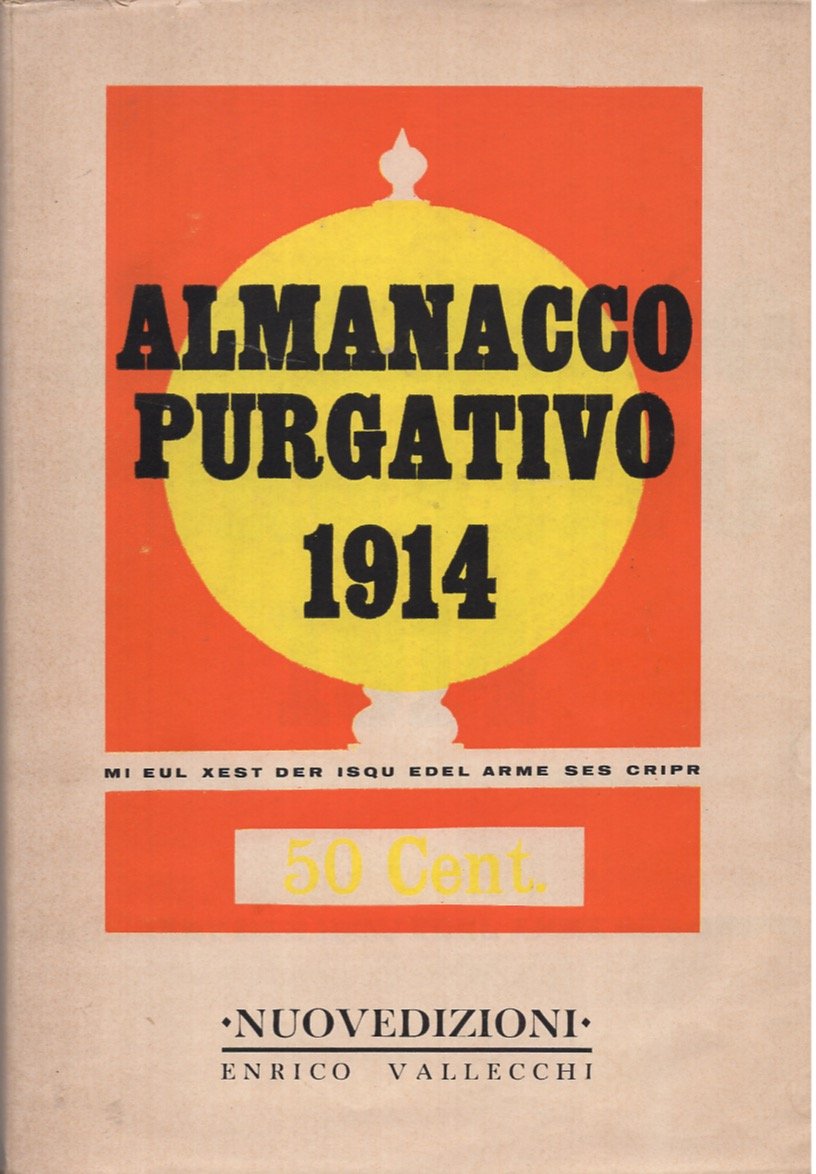 ALMANACCO
PURGATIVO
1914
MI EUL XEST DER ISQU EDEL ARME SES CRIPR
50 Cent.
·NUOVEDIZIONI·
ENRICO VALLECCHI